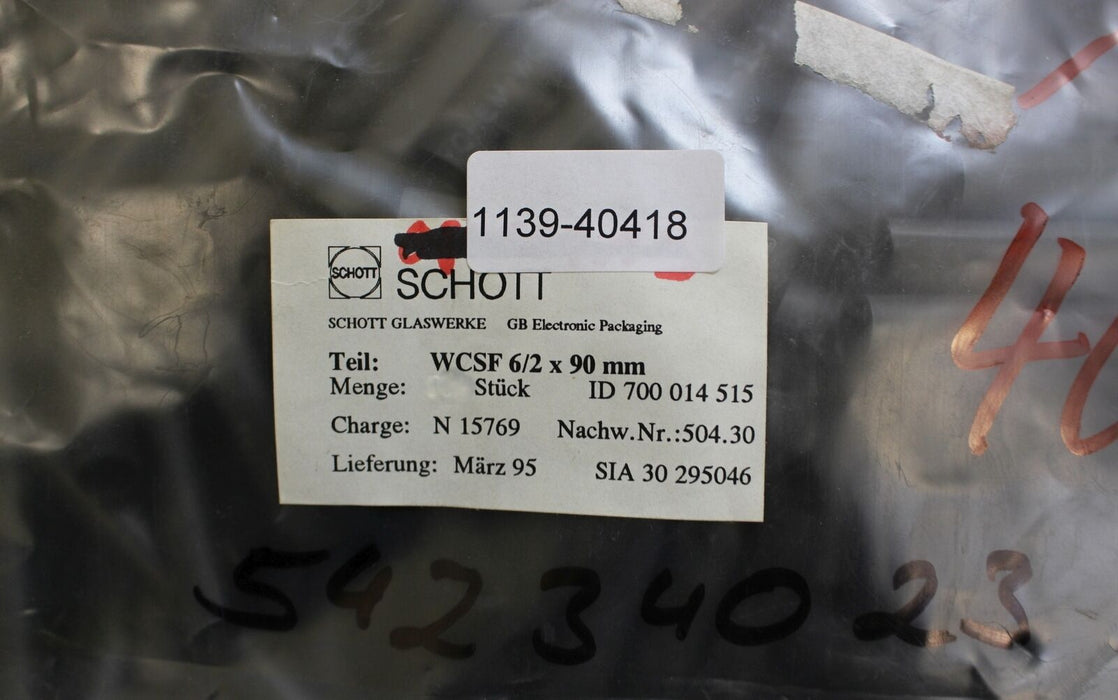 1139-40418
SCHOTT
SCHOTT
SCHOTT GLASWERKE GB Electronic Packaging
Teil: WCSF 6/2 x 90 mm
Menge: Stück ID 700 014 515
Charge: N 15769 Nachw.Nr.:504.30
Lieferung: März 95 SIA 30 295046
542 340 23